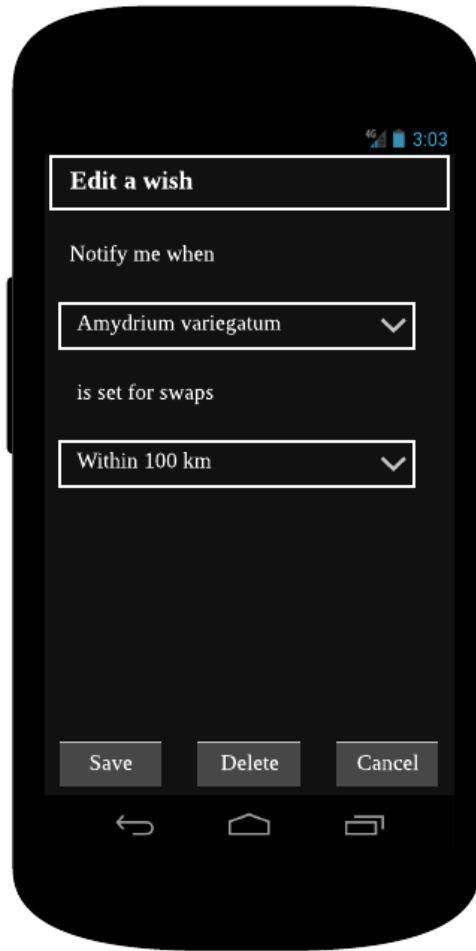 4G 3:03
Edit a wish
Notify me when
Amydrium variegatum
is set for swaps
Within 100 km
Save Delete Cancel